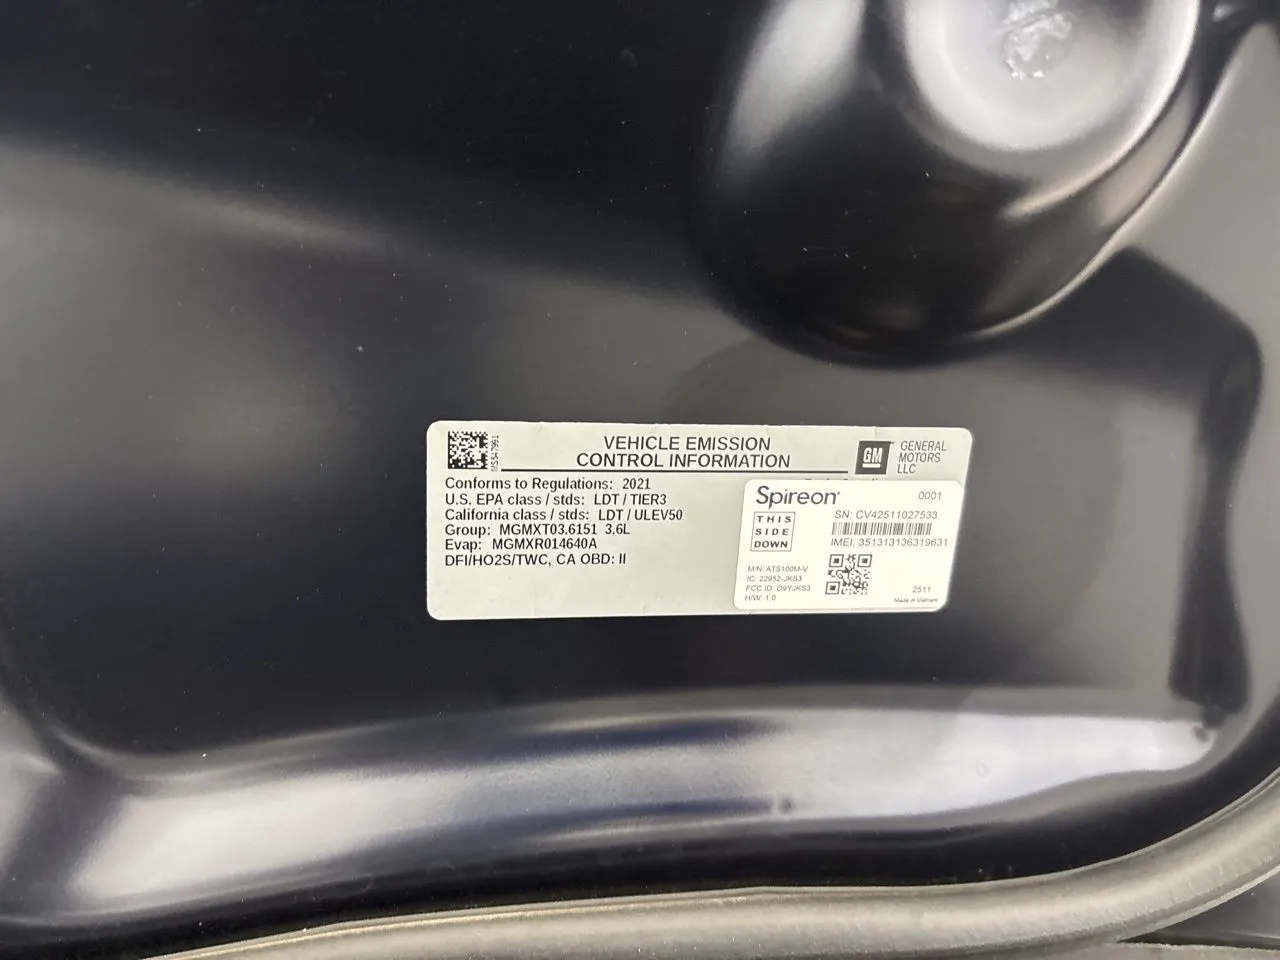 VEHICLE EMISSION
CONTROL INFORMATION
GM
GENERAL
MOTORS
LLC
Conforms to Regulations: 2021
U.S. EPA class / stds: LDT / TIER3
California class / stds: LDT / ULEV50
Group: MGMXT03.6151 3.6L
Evap: MGMXR014640A
DFI/HO2S/TWC, CA OBD: II
Spireon
0001
THIS
SIDE
DOWN
SN: CV42511027533
IMEI: 351313136319631
M/N: ATS100M-V
IC: 22952-JKS3
FCC ID: O9YJKS3
H/W: 1.0
2511
Made in Vietnam